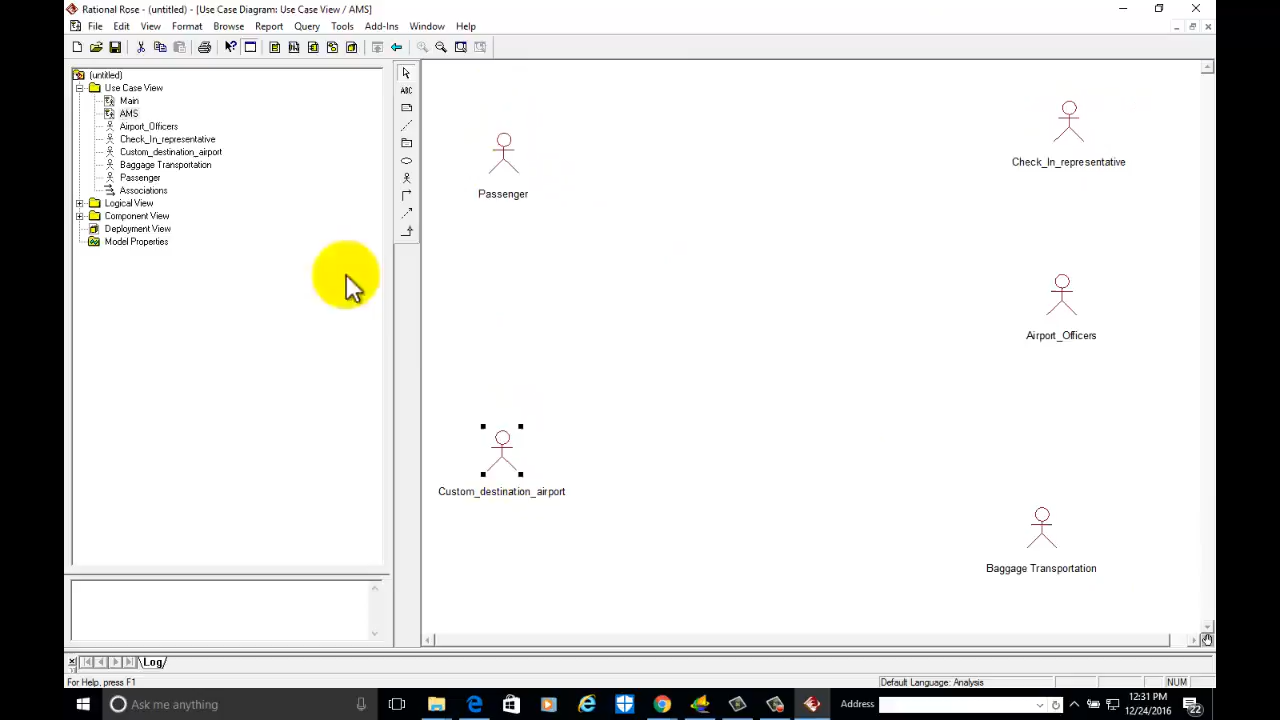 Rational Rose - (untitled) - [Use Case Diagram: Use Case View / AMS]
File Edit View Format Browse Report Query Tools Add-Ins Window Help
(untitled)
Use Case View
Main
AMS
Airport_Officers
Check_In_representative
Custom_destination_airport
Baggage Transportation
Passenger
Associations
Logical View
Component View
Deployment View
Model Properties
ABC
Passenger
Check_In_representative
Airport_Officers
Custom_destination_airport
Baggage Transportation
Log
For Help, press F1
Default Language: Analysis
NUM
Ask me anything
Address
12:31 PM
12/24/2016
22